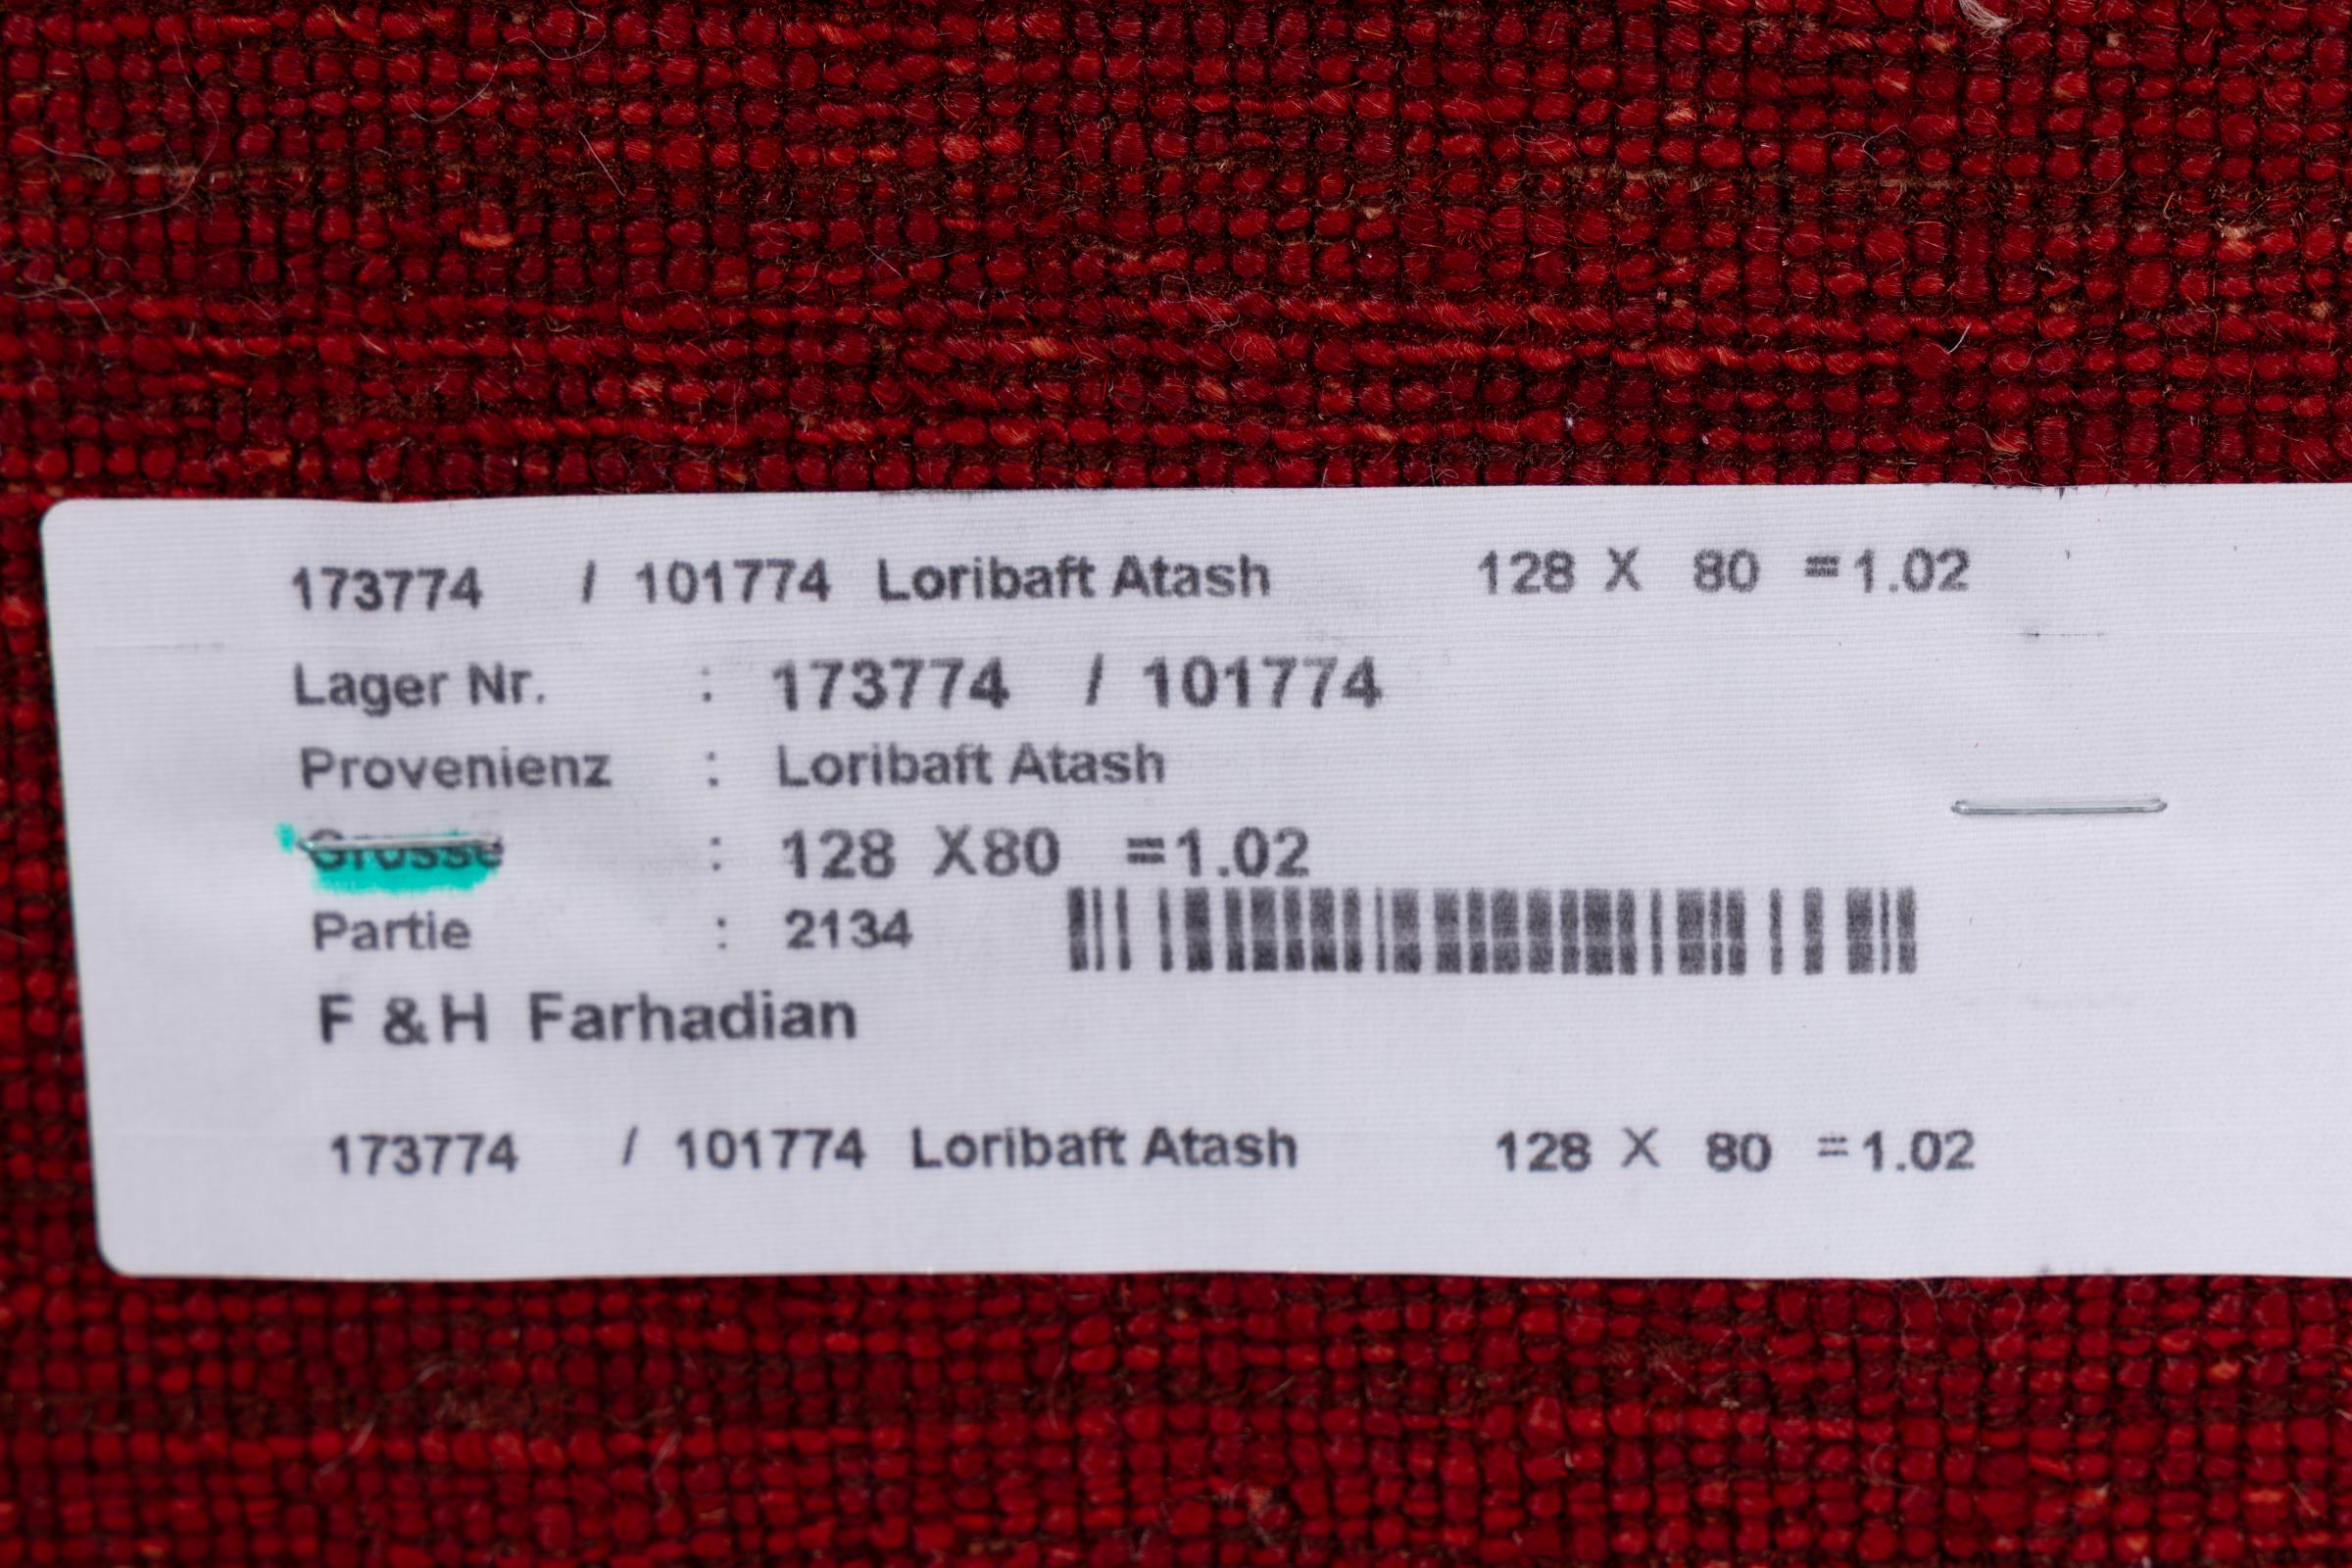 173774 / 101774 Loribaft Atash 128 X 80 =1.02
Lager Nr. : 173774 / 101774
Provenienz : Loribaft Atash
Grosse : 128 X80 =1.02
Partie : 2134
F & H Farhadian
173774 / 101774 Loribaft Atash 128 X 80 =1.02